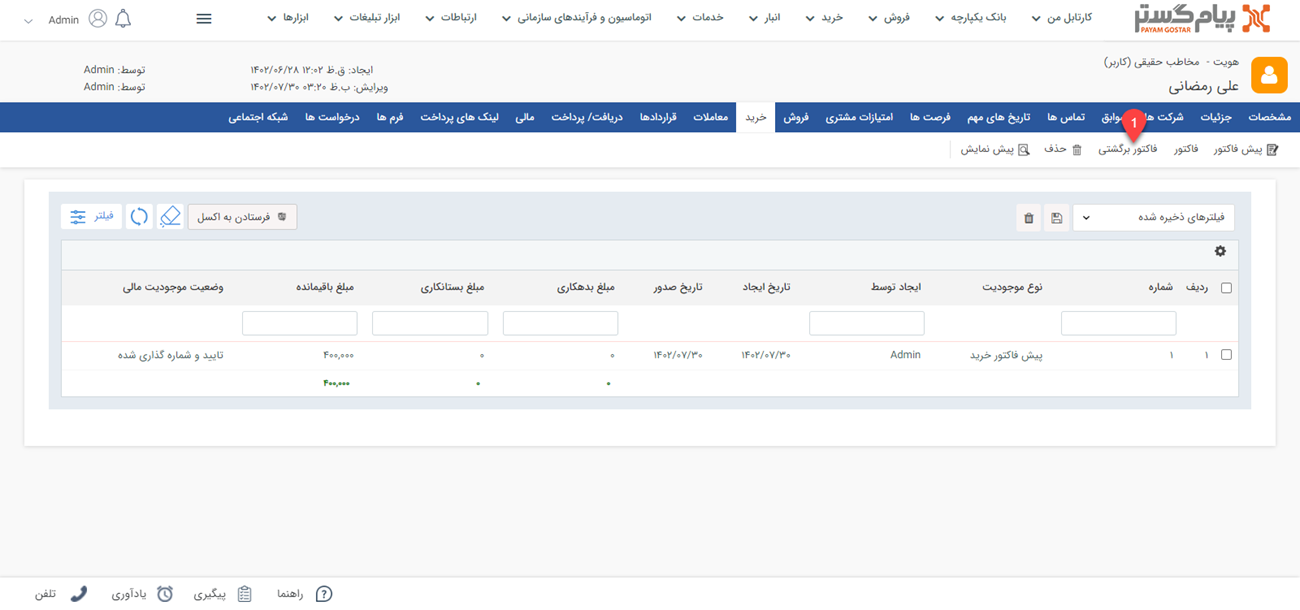 پیام گستر
PAYAM GOSTAR
کارتابل من
بانک یکپارچه
فروش
خرید
انبار
خدمات
ارتباطات
اتوماسیون و فرآیندهای سازمانی
ابزار تبلیغات
ابزارها
Admin
هویت - مخاطب حقیقی (کاربر)
علی رمضانی
ایجاد: ق.ظ ۱۲:۰۲ ۱۴۰۲/۰۶/۲۸
توسط: Admin
ویرایش: ب.ظ ۰۳:۲۰ ۱۴۰۲/۰۷/۳۰
توسط: Admin
مشخصات
جزئیات
شرکت
تماس ها
تاریخ های مهم
فرصت ها
امتیازات مشتری
فروش
خرید
معاملات
قراردادها
دریافت/ پرداخت
مالی
لینک های پرداخت
فرم ها
درخواست ها
شبکه اجتماعی
1
پیش فاکتور
فاکتور
فاکتور برگشتی
حذف
پیش نمایش
فیلترهای ذخیره شده
فرستادن به اکسل
فیلتر
ردیف شماره نوع موجودیت ایجاد توسط تاریخ ایجاد تاریخ صدور مبلغ بدهکاری مبلغ بستانکاری مبلغ باقیمانده وضعیت موجودیت مالی
۱ ۱ پیش فاکتور خرید Admin ۱۴۰۲/۰۷/۳۰ ۱۴۰۲/۰۷/۳۰ ۰ ۰ ۴۰۰,۰۰۰ تایید و شماره گذاری شده
۰ ۰ ۴۰۰,۰۰۰
راهنما
پیگیری
یادآوری
تلفن